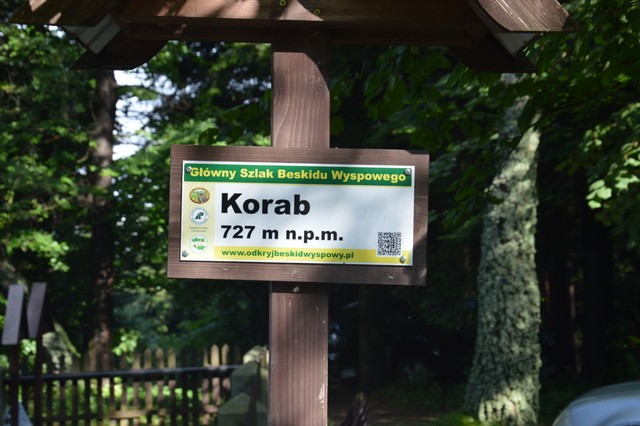 Główny Szlak Beskidu Wyspowego
Korab
727 m n.p.m.
www.odkryjbeskidwyspowy.pl